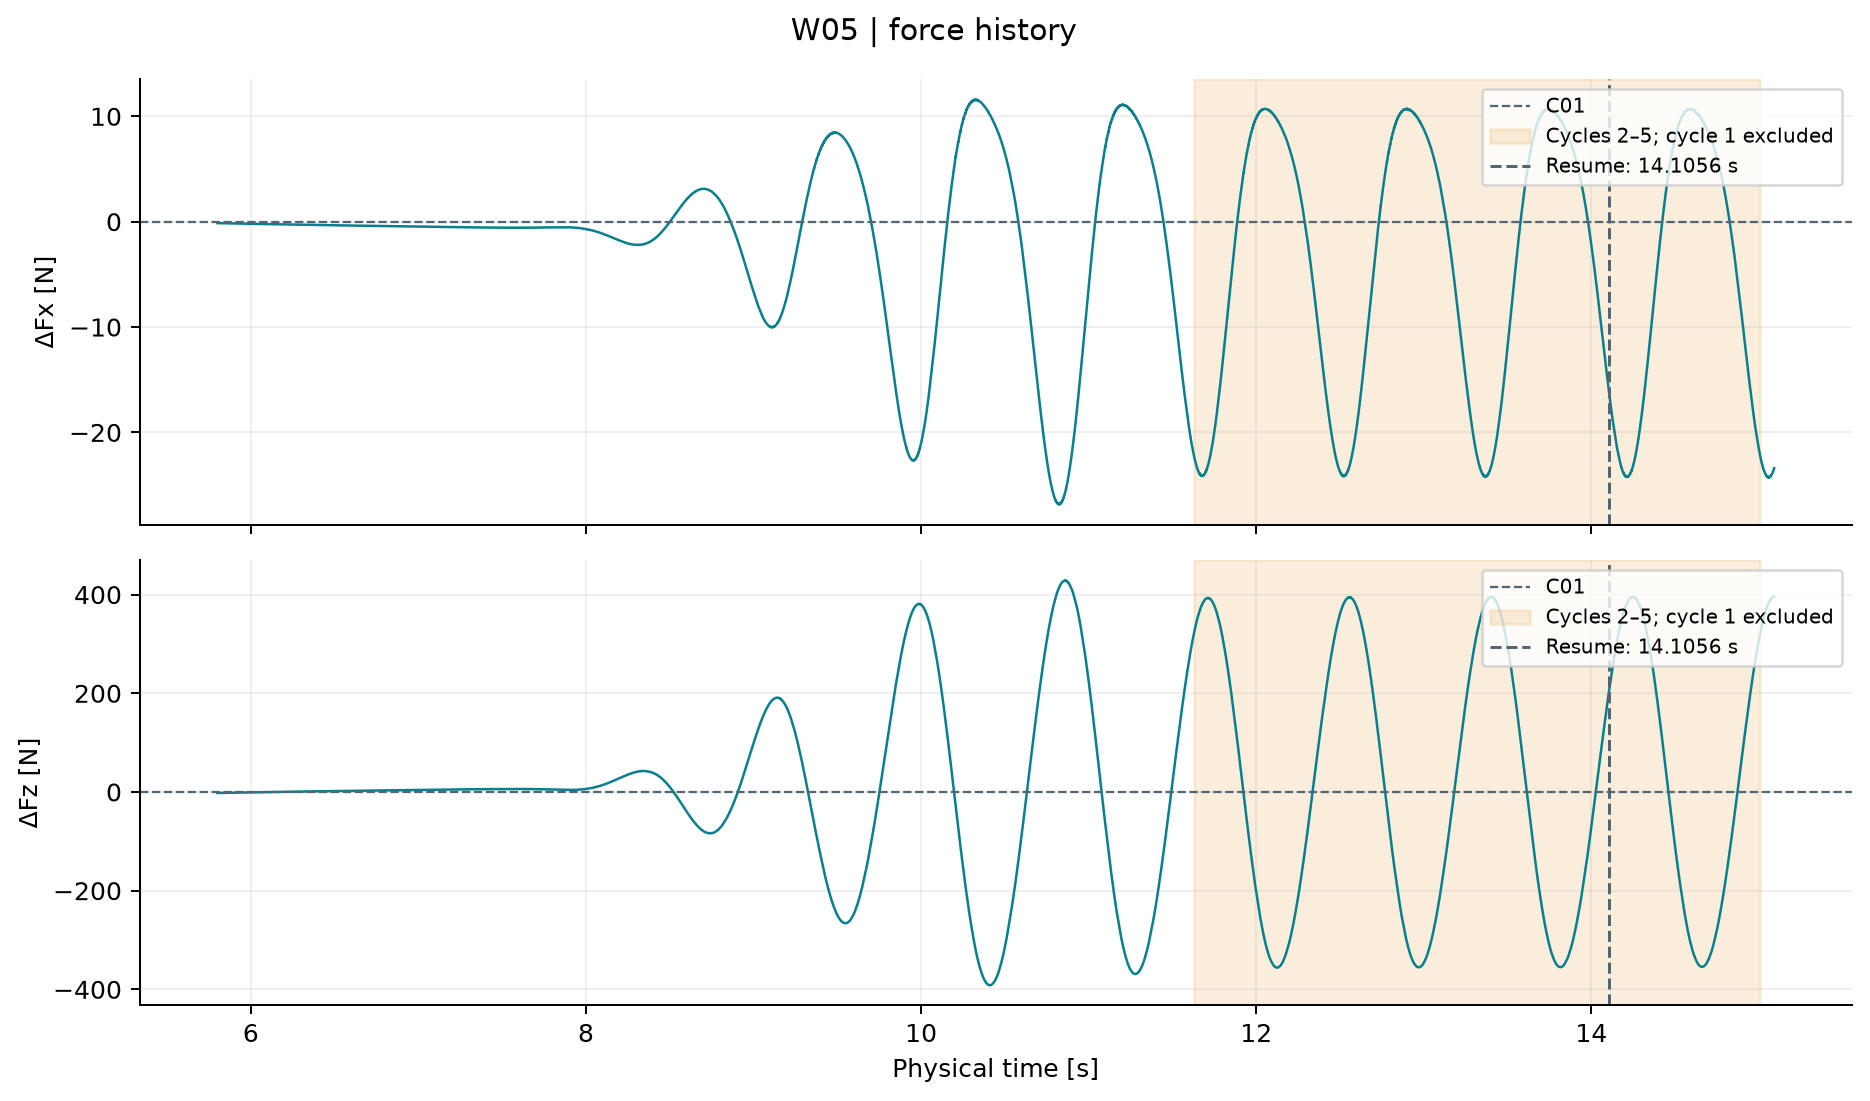 W05 | force history
ΔFx [N]
10
0
−10
−20
C01
Cycles 2–5; cycle 1 excluded
Resume: 14.1056 s
ΔFz [N]
400
200
0
−200
−400
C01
Cycles 2–5; cycle 1 excluded
Resume: 14.1056 s
6 8 10 12 14
Physical time [s]